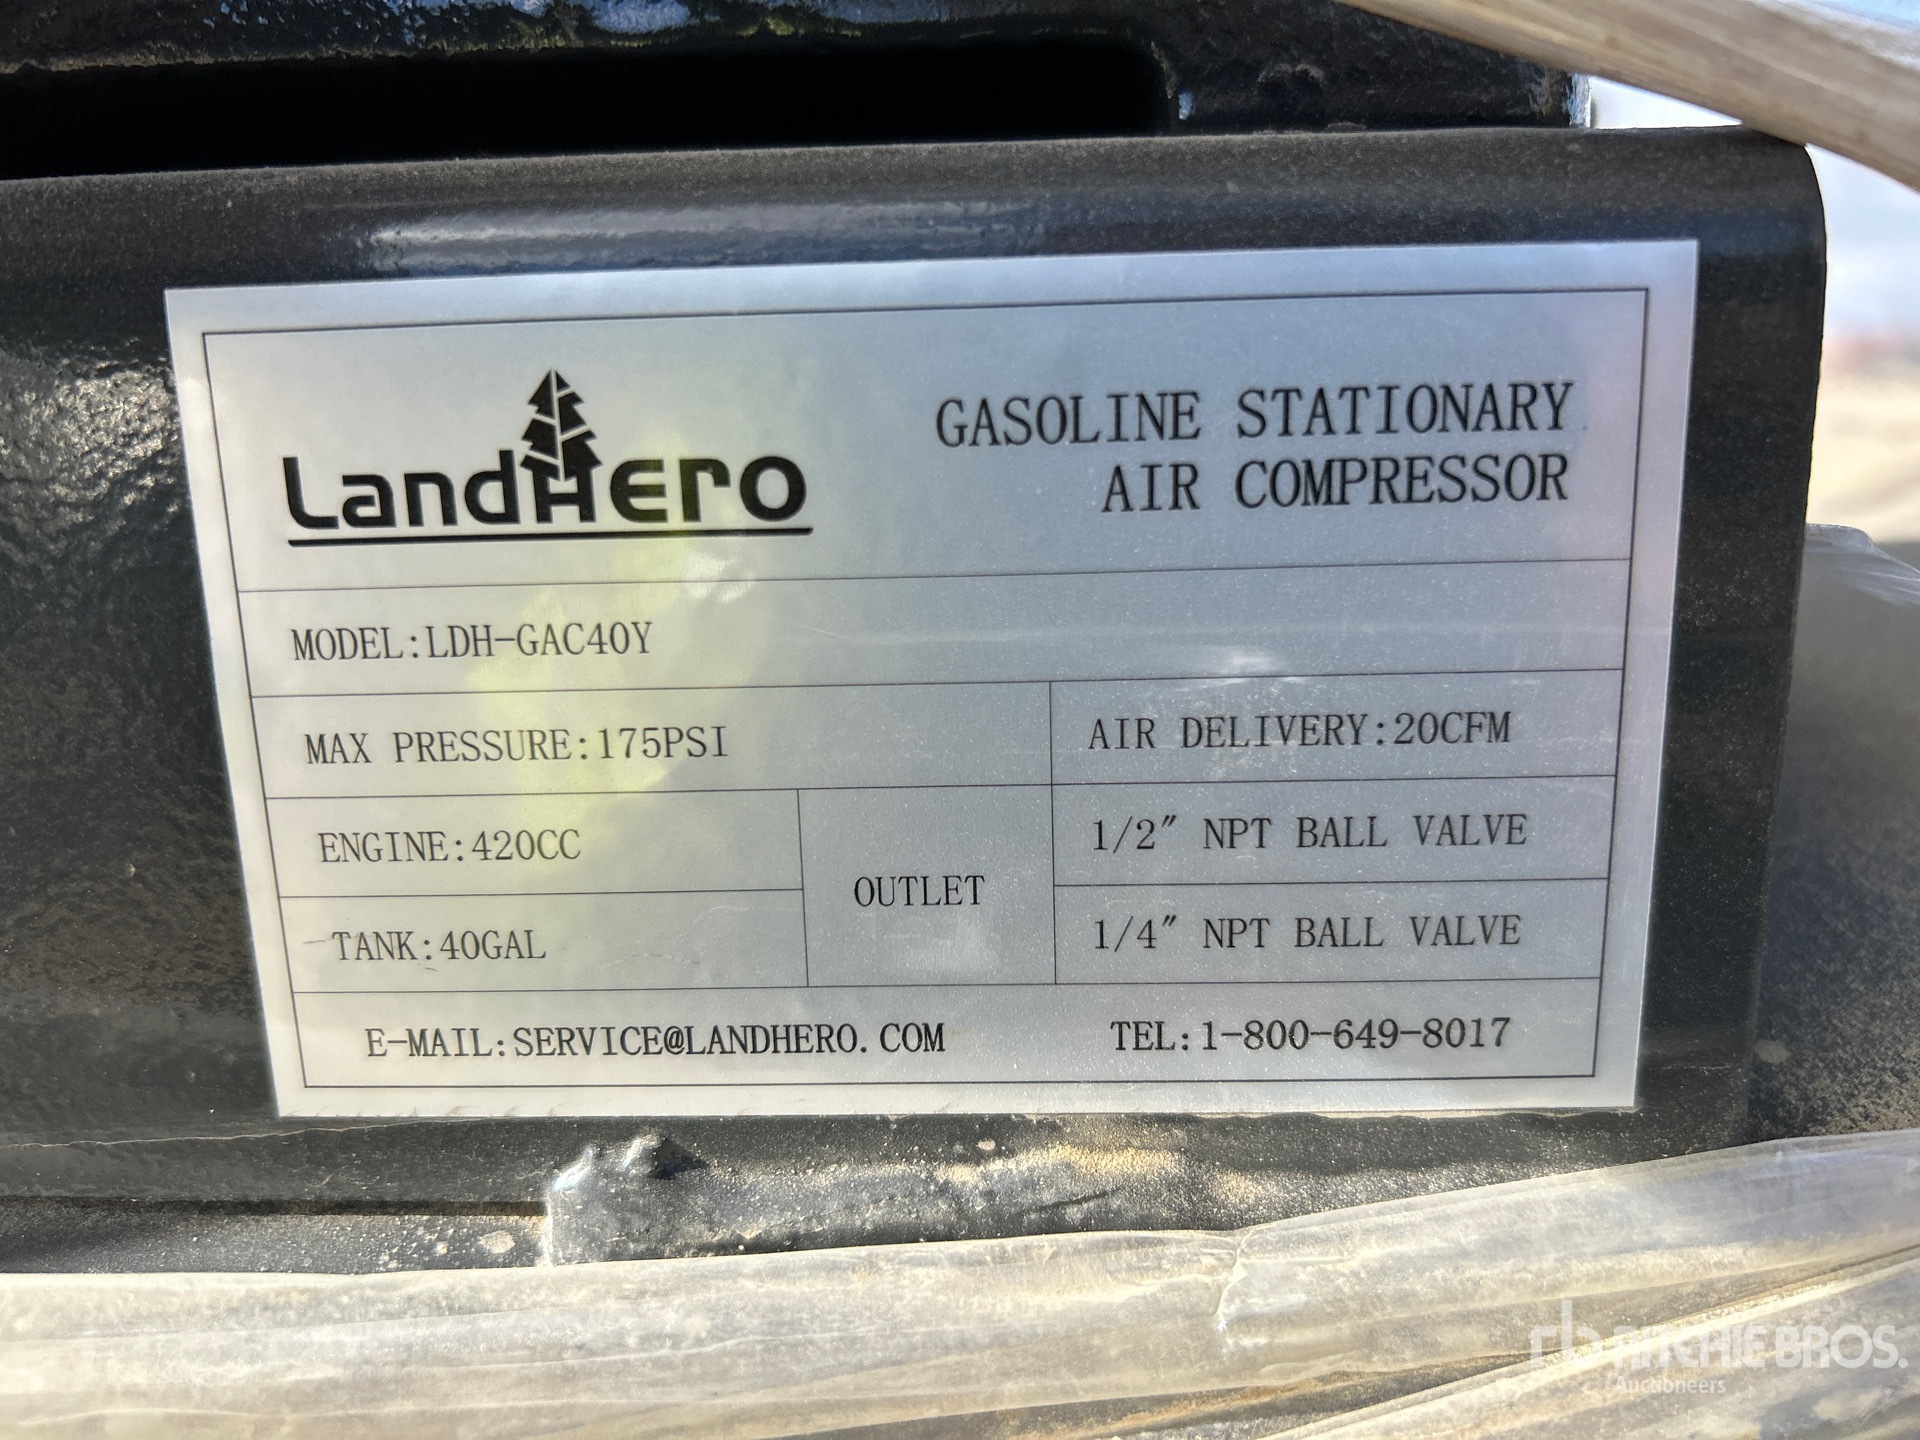 LandHero
GASOLINE STATIONARY
AIR COMPRESSOR
MODEL:LDH-GAC40Y
MAX PRESSURE:175PSI
AIR DELIVERY:20CFM
ENGINE:420CC
OUTLET
1/2" NPT BALL VALVE
TANK:40GAL
1/4" NPT BALL VALVE
E-MAIL:SERVICE@LANDHERO.COM
TEL:1-800-649-8017
rb RITCHIE BROS.
Auctioneers